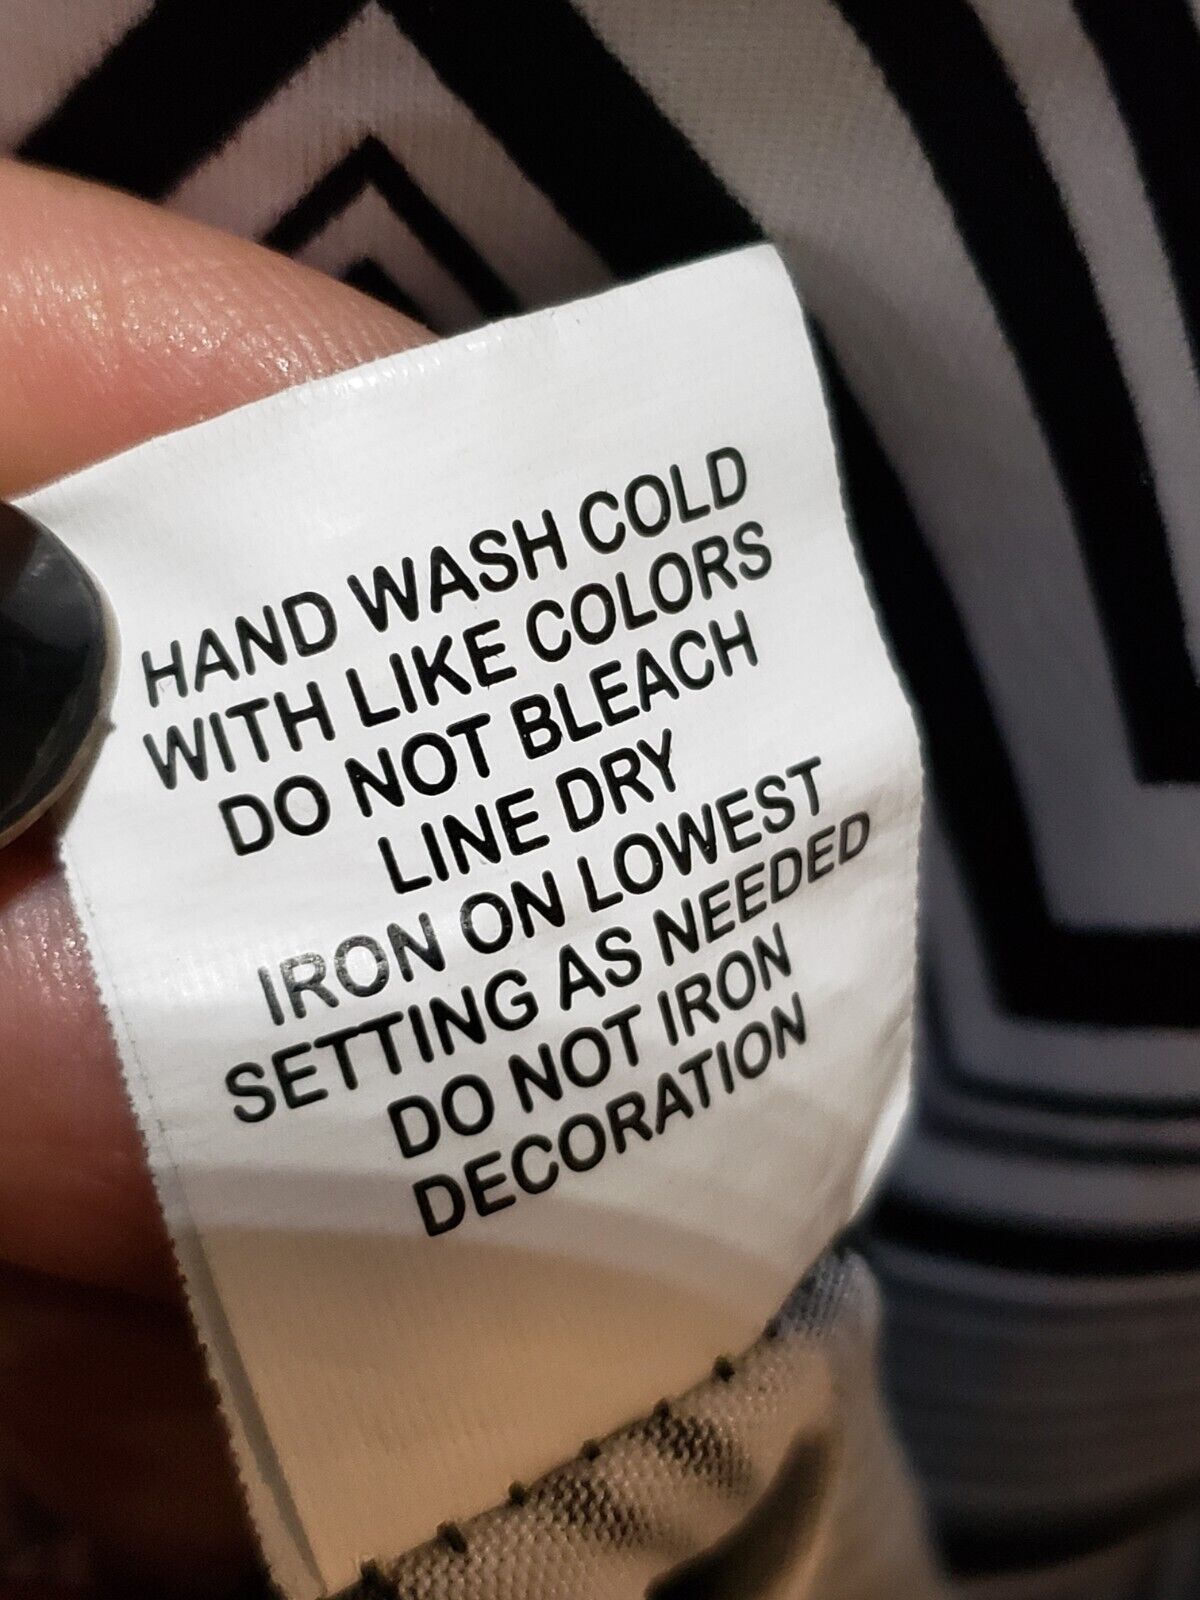 HAND WASH COLD
WITH LIKE COLORS
DO NOT BLEACH
LINE DRY
IRON ON LOWEST
SETTING AS NEEDED
DO NOT IRON
DECORATION